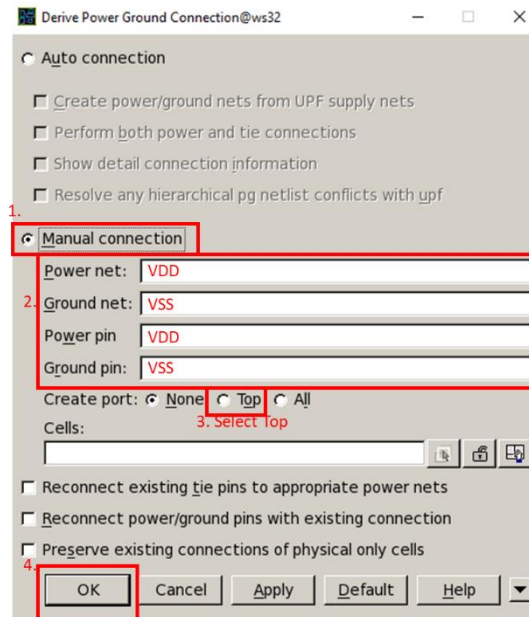 Derive Power Ground Connection@ws32
Auto connection
Create power/ground nets from UPF supply nets
Perform both power and tie connections
Show detail connection information
Resolve any hierarchical pg netlist conflicts with upf
1.
Manual connection
Power net: VDD
2. Ground net: VSS
Power pin VDD
Ground pin: VSS
Create port: None Top All
3. Select Top
Cells:
Reconnect existing tie pins to appropriate power nets
Reconnect power/ground pins with existing connection
Preserve existing connections of physical only cells
4.
OK Cancel Apply Default Help